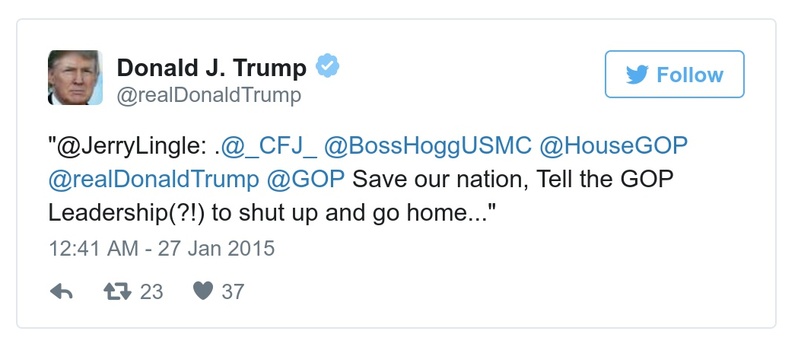 Donald J. Trump
Follow
@realDonaldTrump
"@JerryLingle: .@_CFJ_ @BossHoggUSMC @HouseGOP
@realDonaldTrump @GOP Save our nation, Tell the GOP
Leadership(?!) to shut up and go home..."
12:41 AM - 27 Jan 2015
23 37